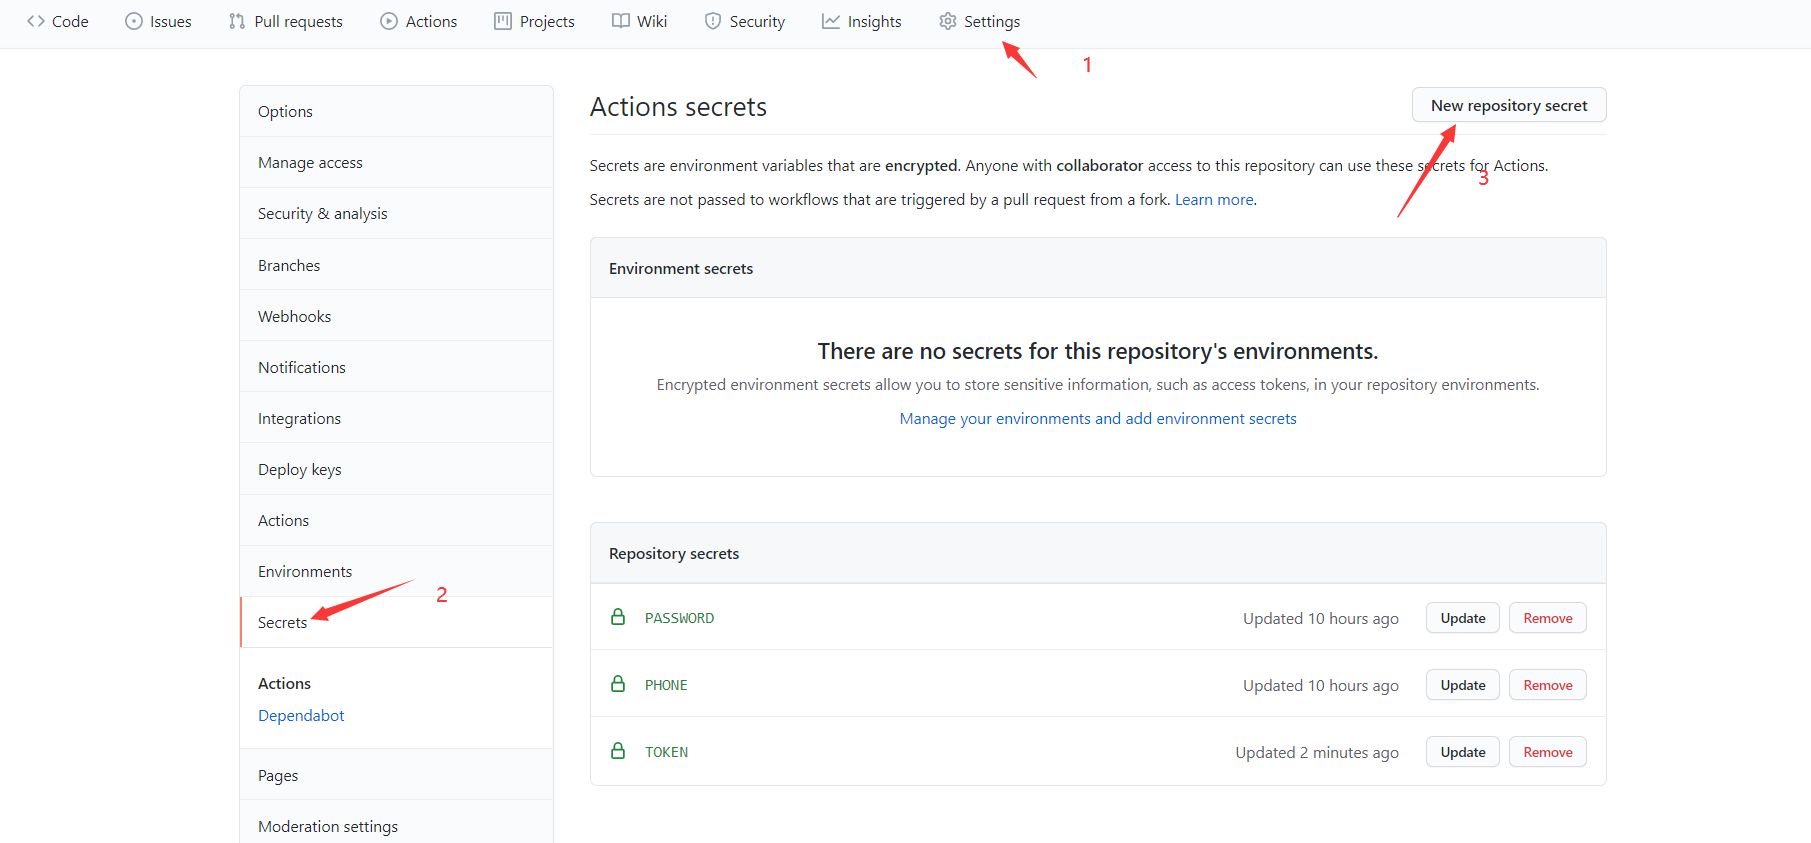 Code Issues Pull requests Actions Projects Wiki Security Insights Settings
1
Options
Manage access
Security & analysis
Branches
Webhooks
Notifications
Integrations
Deploy keys
Actions
Environments
2
Secrets
Actions
Dependabot
Pages
Moderation settings
Actions secrets
New repository secret
3
Secrets are environment variables that are encrypted. Anyone with collaborator access to this repository can use these secrets for Actions.
Secrets are not passed to workflows that are triggered by a pull request from a fork. Learn more.
Environment secrets
There are no secrets for this repository's environments.
Encrypted environment secrets allow you to store sensitive information, such as access tokens, in your repository environments.
Manage your environments and add environment secrets
Repository secrets
PASSWORD Updated 10 hours ago Update Remove
PHONE Updated 10 hours ago Update Remove
TOKEN Updated 2 minutes ago Update Remove